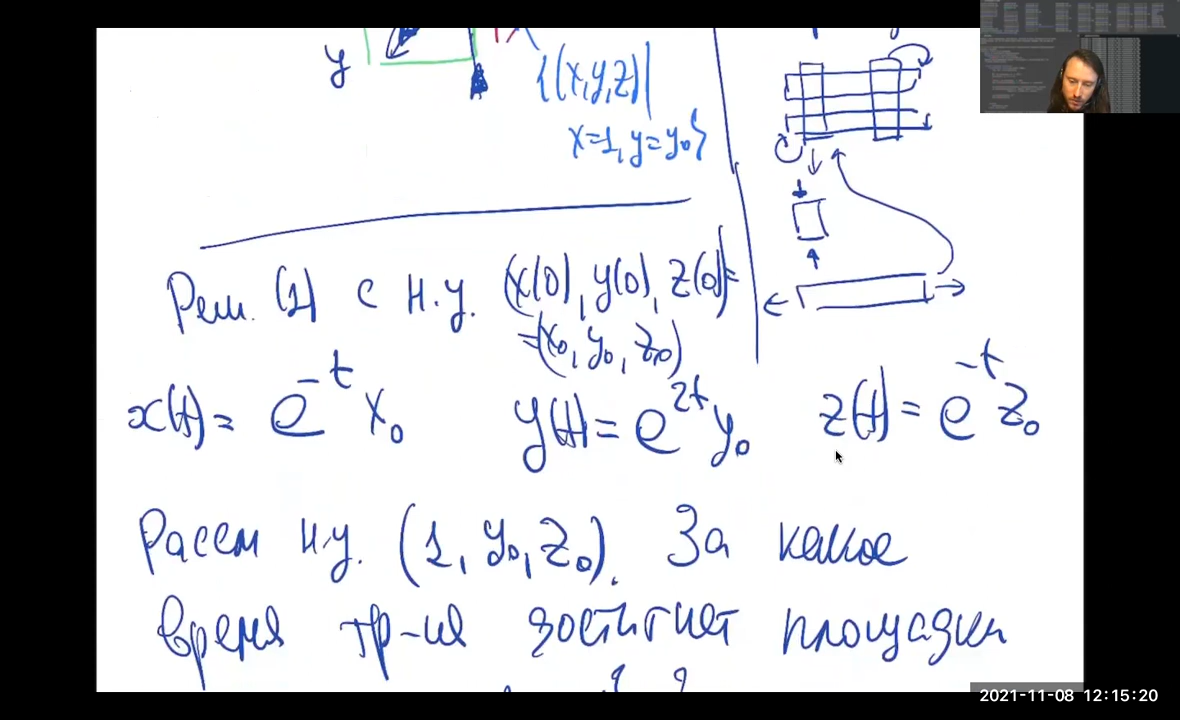 y
{(x,y,z)|
x=1, y=y₀}
Реш. (1) с н.у. (x(0), y(0), z(0))=
=(x₀, y₀, z₀)
x(t)= e^{-t} x₀ y(t)= e^{2t} y₀ z(t)= e^{-t} z₀
Рассм н.у. (1, y₀, z₀). За какое
время тр-ия достигнет площадки
2021-11-08 12:15:20